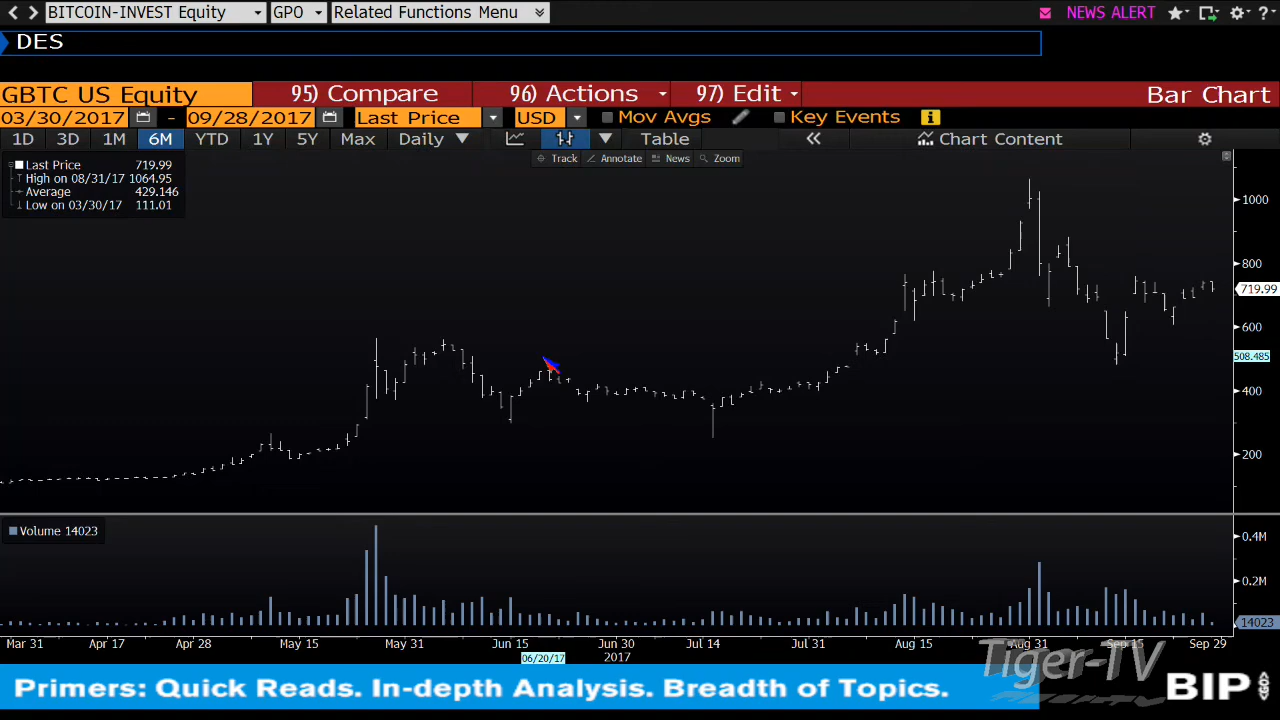 BITCOIN-INVEST Equity GPO Related Functions Menu NEWS ALERT ?
DES
GBTC US Equity 95) Compare 96) Actions 97) Edit Bar Chart
03/30/2017 - 09/28/2017 Last Price USD Mov Avgs Key Events
1D 3D 1M 6M YTD 1Y 5Y Max Daily Table « Chart Content
Track Annotate News Zoom
Last Price 719.99
High on 08/31/17 1064.95
Average 429.146
Low on 03/30/17 111.01
1000
800
719.99
600
508.485
400
200
Volume 14023
0.4M
0.2M
14023
Mar 31 Apr 17 Apr 28 May 15 May 31 Jun 15 Jun 30 Jul 14 Jul 31 Aug 15 Aug 31 Sep 15 Sep 29
06/20/17 2017
Tiger-TV
Primers: Quick Reads. In-depth Analysis. Breadth of Topics. BIP GO